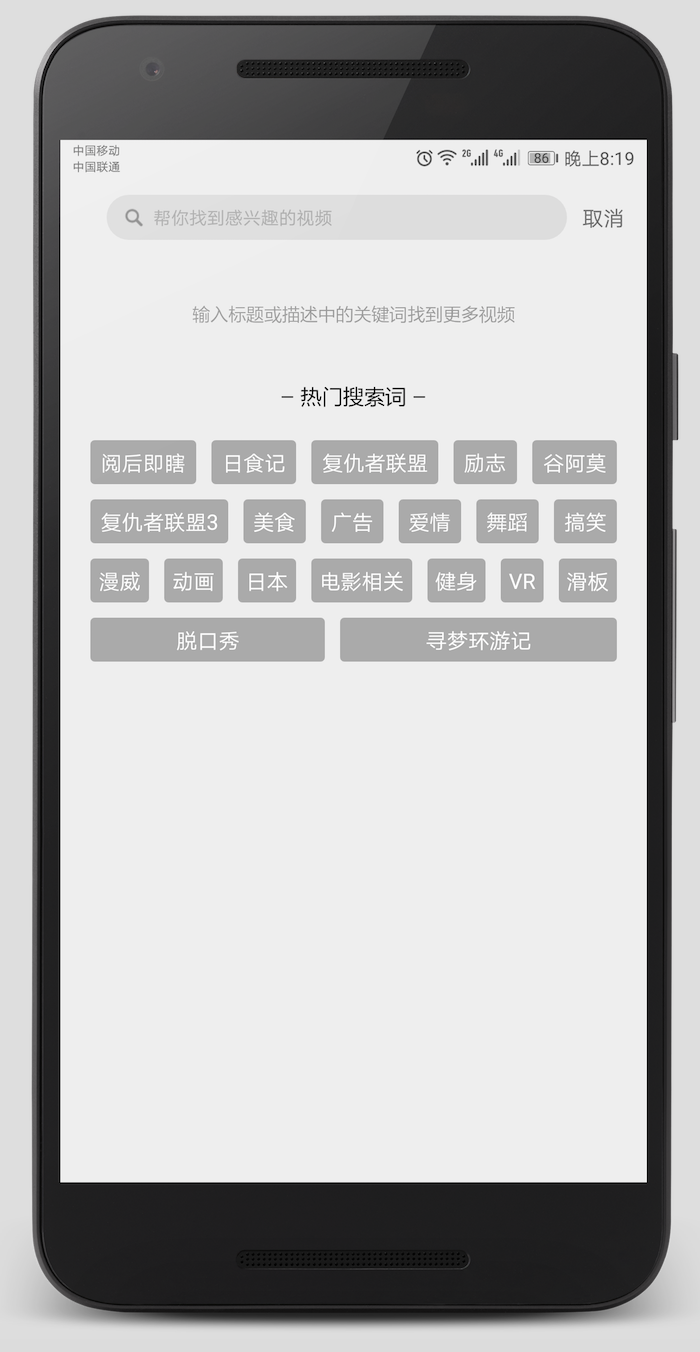 中国移动
中国联通
2G 4G 86 晚上8:19
帮你找到感兴趣的视频 取消
输入标题或描述中的关键词找到更多视频
– 热门搜索词 –
阅后即瞎 日食记 复仇者联盟 励志 谷阿莫
复仇者联盟3 美食 广告 爱情 舞蹈 搞笑
漫威 动画 日本 电影相关 健身 VR 滑板
脱口秀 寻梦环游记